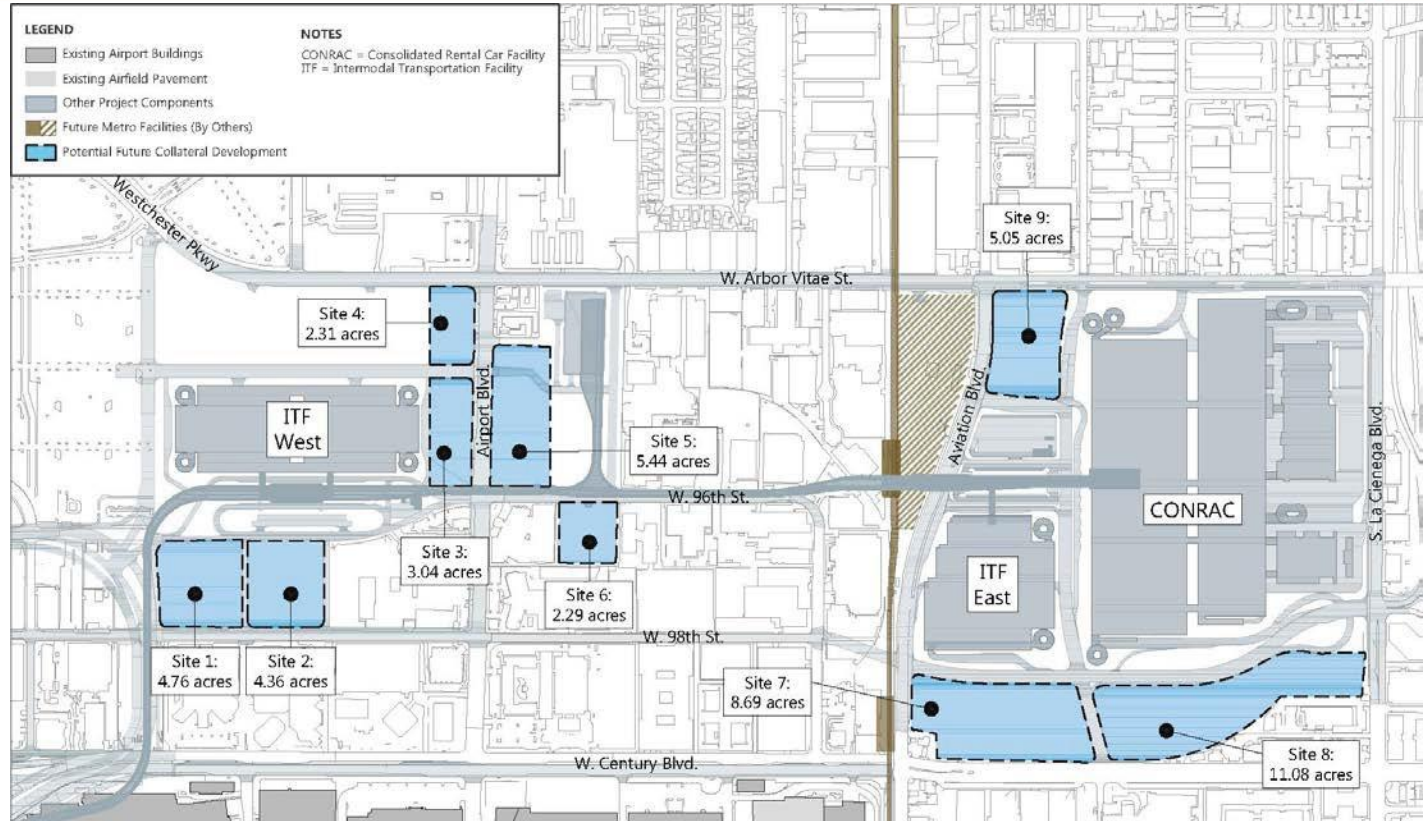 LEGEND
Existing Airport Buildings
Existing Airfield Pavement
Other Project Components
Future Metro Facilities (By Others)
Potential Future Collateral Development
NOTES
CONRAC = Consolidated Rental Car Facility
ITF = Intermodal Transportation Facility
Westchester Pkwy
W. Arbor Vitae St.
Site 9:
5.05 acres
Site 4:
2.31 acres
ITF
West
Airport Blvd.
Site 5:
5.44 acres
Aviation Blvd.
S. La Cienega Blvd.
W. 96th St.
CONRAC
Site 3:
3.04 acres
Site 6:
2.29 acres
ITF
East
W. 98th St.
Site 1:
4.76 acres
Site 2:
4.36 acres
Site 7:
8.69 acres
Site 8:
11.08 acres
W. Century Blvd.